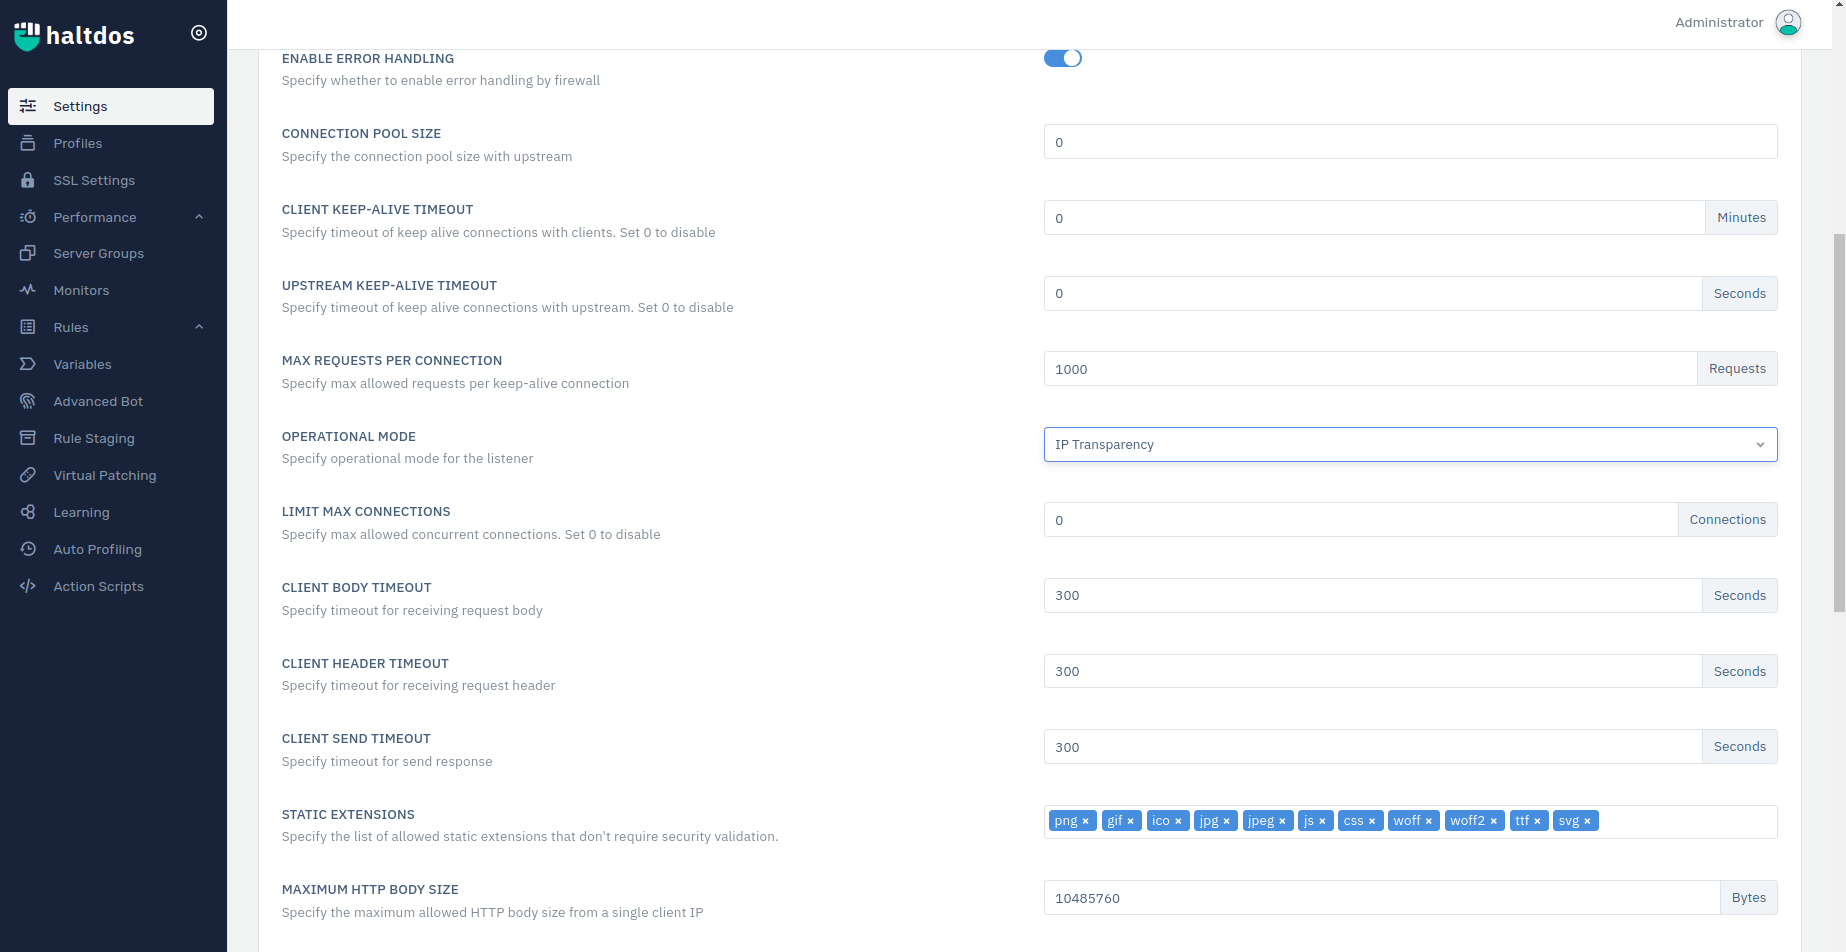 haltdos
Administrator
Settings
Profiles
SSL Settings
Performance
Server Groups
Monitors
Rules
Variables
Advanced Bot
Rule Staging
Virtual Patching
Learning
Auto Profiling
Action Scripts
ENABLE ERROR HANDLING
Specify whether to enable error handling by firewall
CONNECTION POOL SIZE
Specify the connection pool size with upstream
0
CLIENT KEEP-ALIVE TIMEOUT
Specify timeout of keep alive connections with clients. Set 0 to disable
0 Minutes
UPSTREAM KEEP-ALIVE TIMEOUT
Specify timeout of keep alive connections with upstream. Set 0 to disable
0 Seconds
MAX REQUESTS PER CONNECTION
Specify max allowed requests per keep-alive connection
1000 Requests
OPERATIONAL MODE
Specify operational mode for the listener
IP Transparency
LIMIT MAX CONNECTIONS
Specify max allowed concurrent connections. Set 0 to disable
0 Connections
CLIENT BODY TIMEOUT
Specify timeout for receiving request body
300 Seconds
CLIENT HEADER TIMEOUT
Specify timeout for receiving request header
300 Seconds
CLIENT SEND TIMEOUT
Specify timeout for send response
300 Seconds
STATIC EXTENSIONS
Specify the list of allowed static extensions that don't require security validation.
png × gif × ico × jpg × jpeg × js × css × woff × woff2 × ttf × svg ×
MAXIMUM HTTP BODY SIZE
Specify the maximum allowed HTTP body size from a single client IP
10485760 Bytes